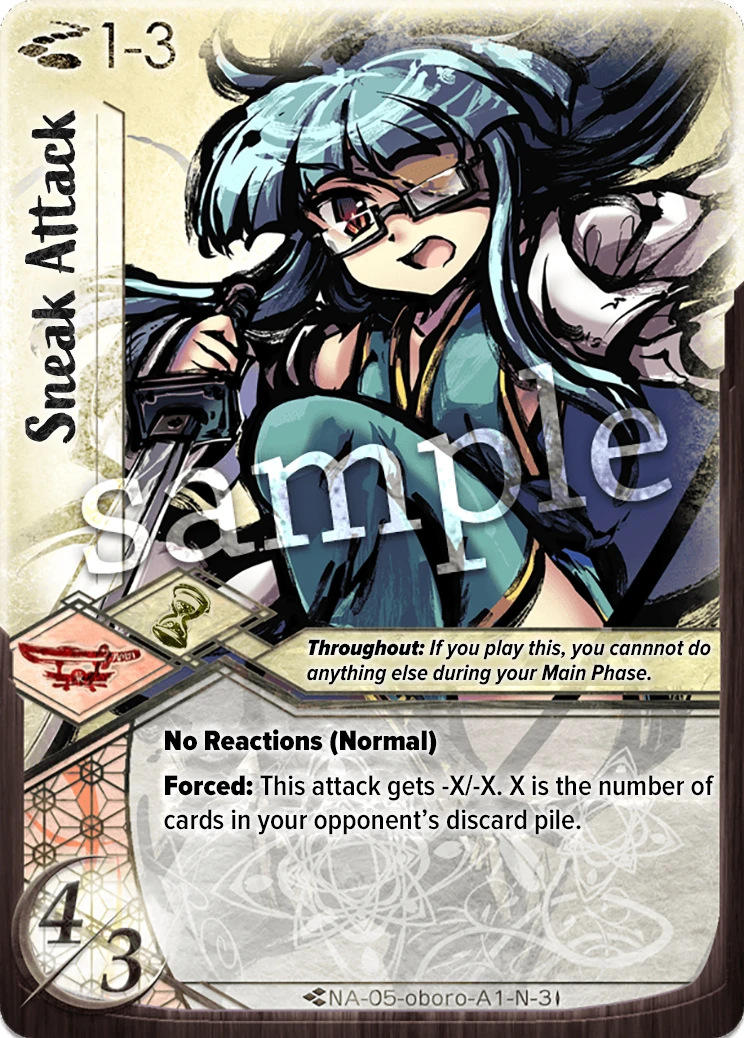 1-3
Sneak Attack
sample
Throughout: If you play this, you cannnot do
anything else during your Main Phase.
No Reactions (Normal)
Forced: This attack gets -X/-X. X is the number of
cards in your opponent’s discard pile.
4/3
NA-05-oboro-A1-N-3